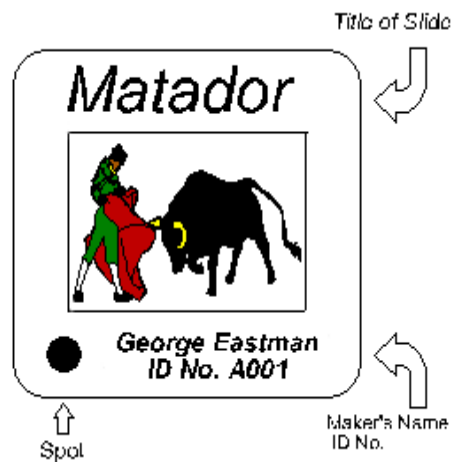 Title of Slide
Matador
George Eastman
ID No. A001
Maker's Name
ID No.
Spot